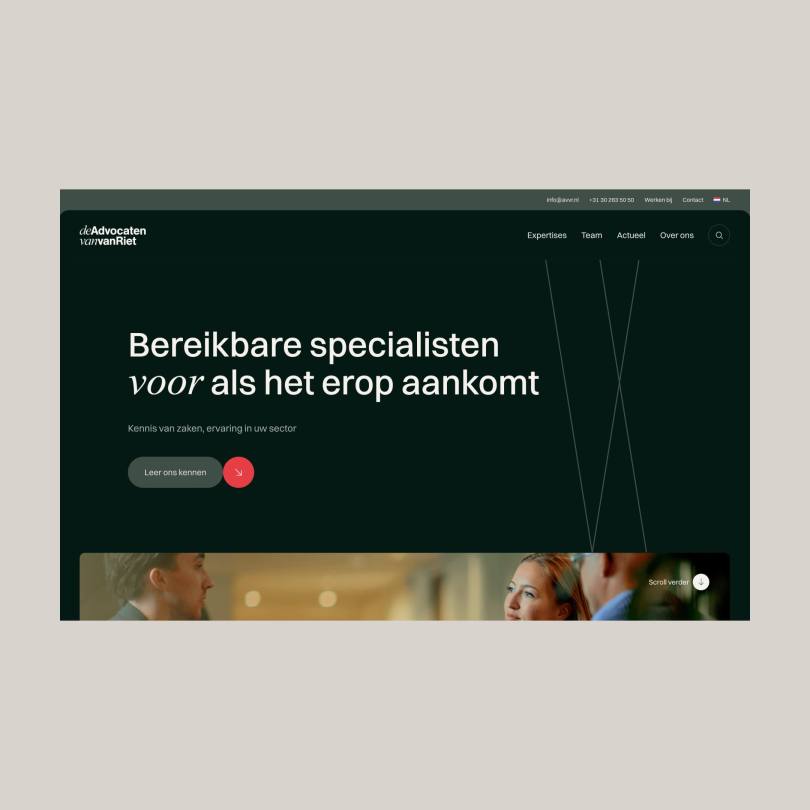 info@avvr.nl +31 30 263 50 50 Werken bij Contact NL
deAdvocaten
vanvanRiet
Expertises Team Actueel Over ons
Bereikbare specialisten
voor als het erop aankomt
Kennis van zaken, ervaring in uw sector
Leer ons kennen
Scroll verder